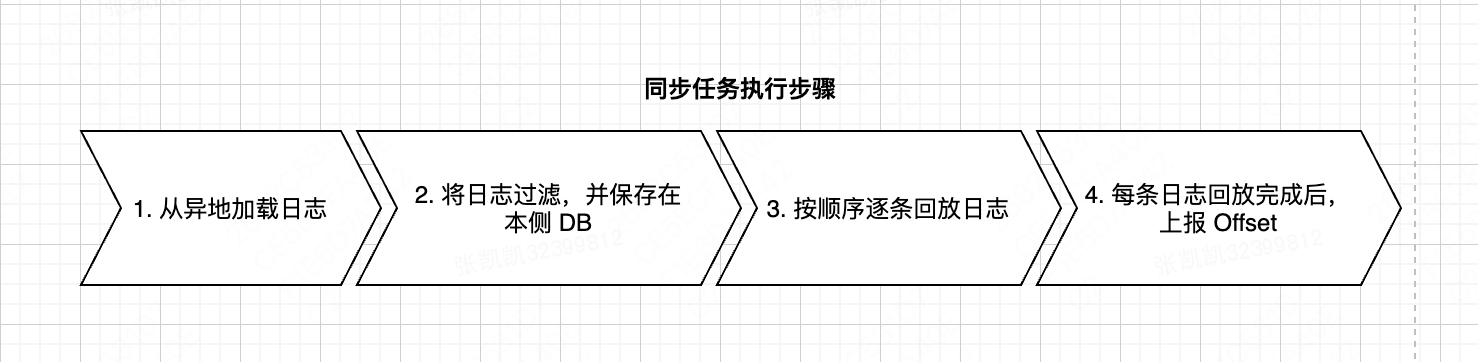 同步任务执行步骤
1. 从异地加载日志
2. 将日志过滤，并保存在
本侧 DB
3. 按顺序逐条回放日志
4. 每条日志回放完成后，
上报 Offset
张凯凯32399812
张凯凯32399812